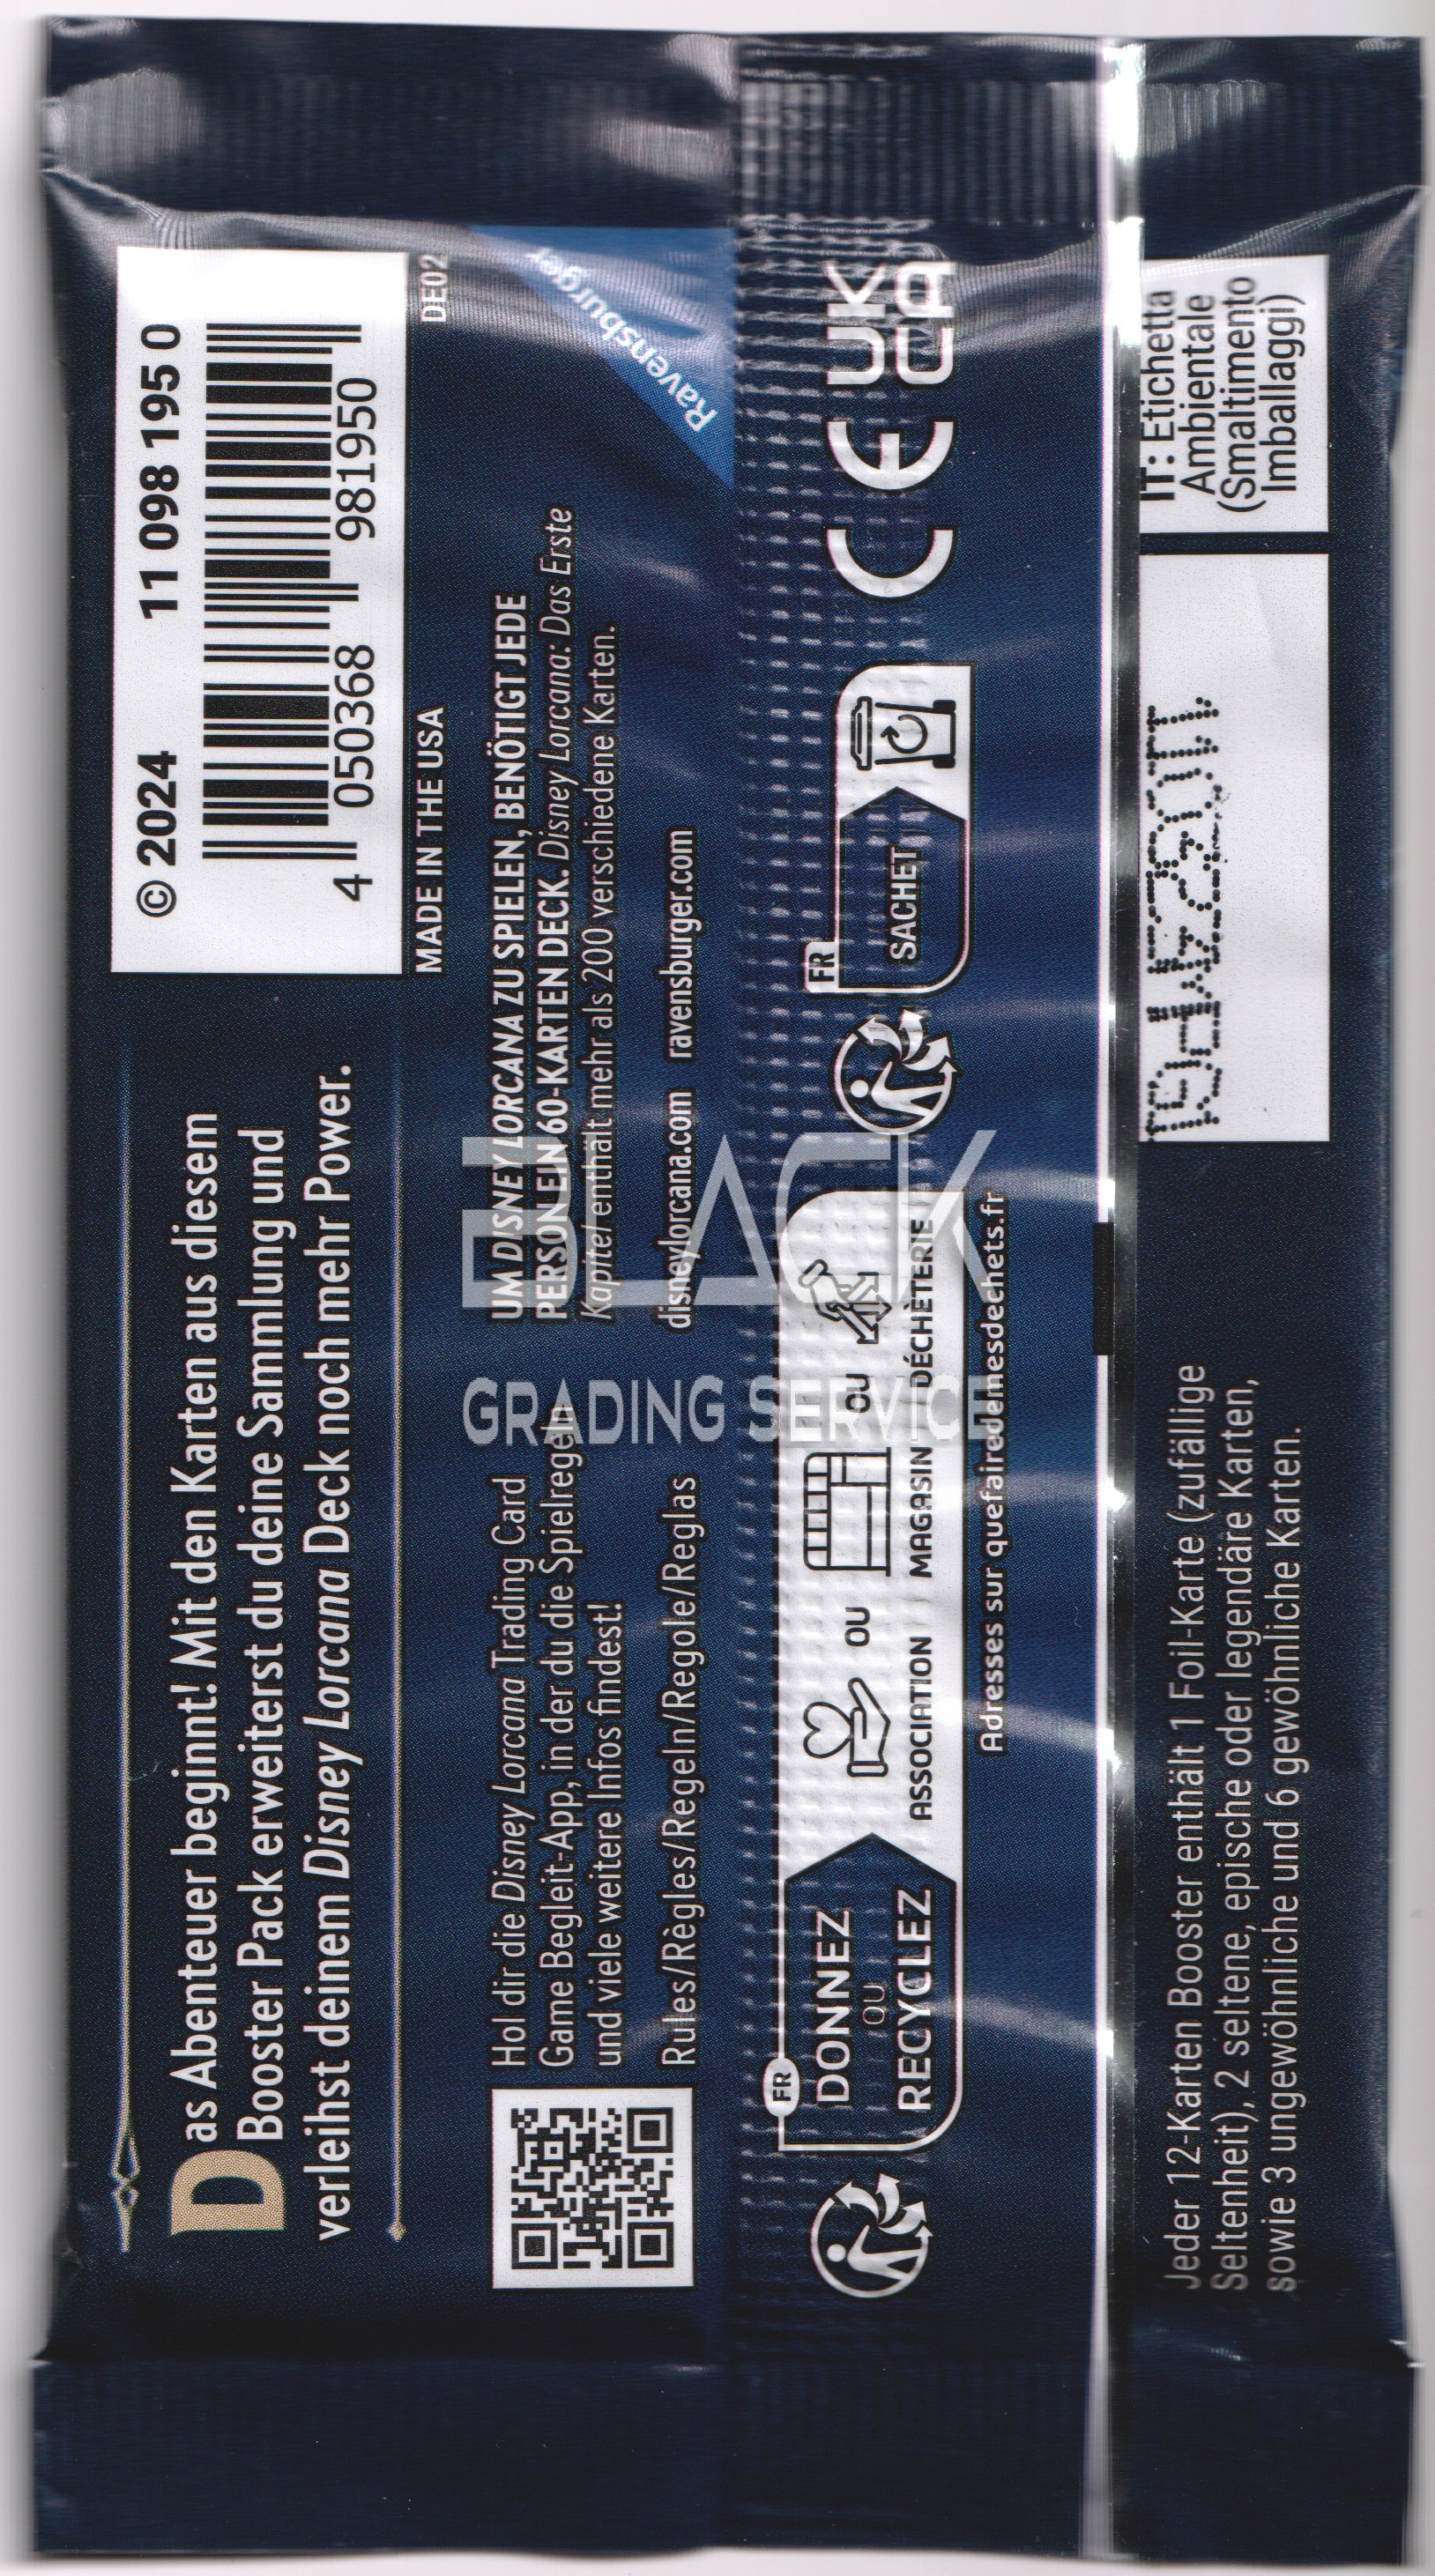 Das Abenteuer beginnt! Mit den Karten aus diesem
Booster Pack erweiterst du deine Sammlung und
verleihst deinem Disney Lorcana Deck noch mehr Power.
© 2024 11 098 195 0
4 050368 981950
MADE IN THE USA
DE02
Hol dir die Disney Lorcana Trading Card
Game Begleit-App, in der du die Spielregeln
und viele weitere Infos findest!
Rules/Règles/Regeln/Regole/Reglas
UM DISNEY LORCANA ZU SPIELEN, BENÖTIGT JEDE
PERSON EIN 60-KARTEN DECK. Disney Lorcana: Das Erste
Kapitel enthält mehr als 200 verschiedene Karten.
disneylorcana.com ravensburger.com
Ravensburger
BLACK
GRADING SERVICE
FR
DONNEZ
OU
RECYCLEZ
ASSOCIATION
OU
MAGASIN
OU
DÉCHÈTERIE
Adresses sur quefairedemesdechets.fr
FR
SACHET
CE
UK
CA
Jeder 12-Karten Booster enthält 1 Foil-Karte (zufällige
Seltenheit), 2 seltene, epische oder legendäre Karten,
sowie 3 ungewöhnliche und 6 gewöhnliche Karten.
IT: Etichetta
Ambientale
(Smaltimento
Imballaggi)